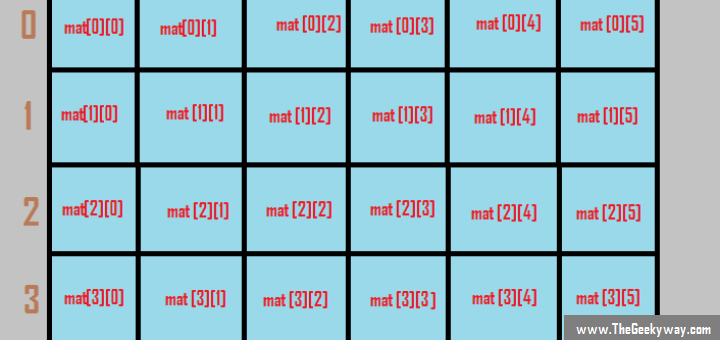 0 mat[0][0] mat[0][1] mat [0][2] mat [0][3] mat [0][4] mat [0][5]
1 mat[1][0] mat [1][1] mat [1][2] mat [1][3] mat [1][4] mat [1][5]
2 mat[2][0] mat [2][1] mat [2][2] mat [2][3] mat [2][4] mat [2][5]
3 mat[3][0] mat [3][1] mat [3][2] mat [3][3] mat [3][4] mat [3][5]
www.TheGeekyway.com